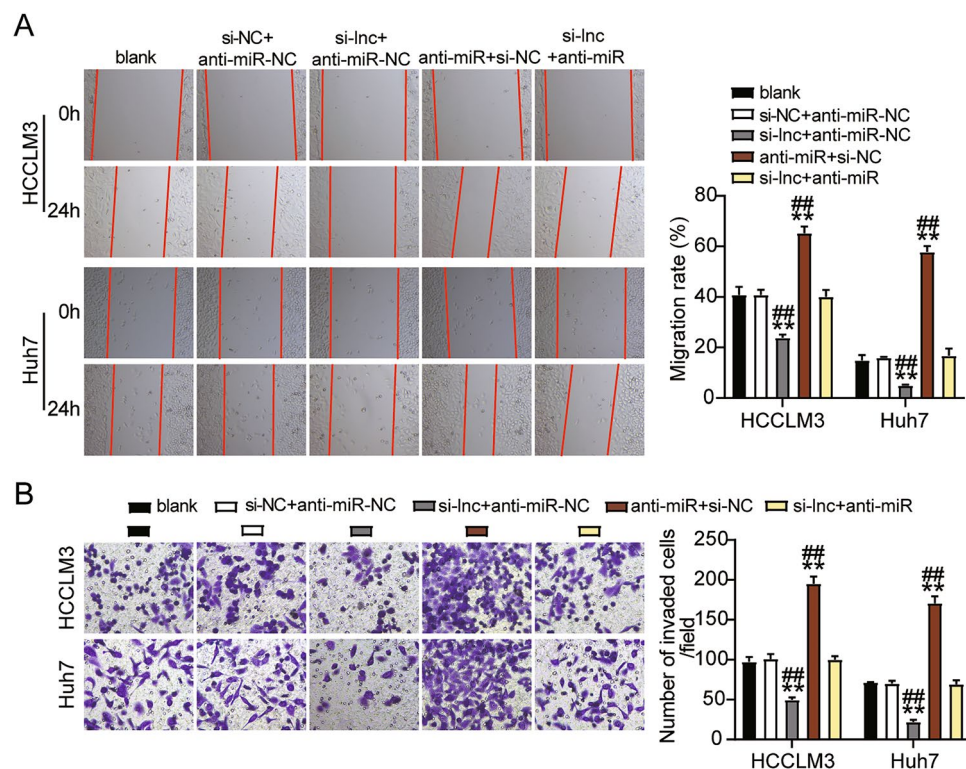 A
blank
si-NC+
anti-miR-NC
si-lnc+
anti-miR-NC
anti-miR+si-NC
si-lnc
+anti-miR
HCCLM3
0h
24h
Huh7
0h
24h
blank
si-NC+anti-miR-NC
si-lnc+anti-miR-NC
anti-miR+si-NC
si-lnc+anti-miR
Migration rate (%)
80
60
40
20
0
##
**
##
**
##
**
##
**
HCCLM3
Huh7
B
blank
si-NC+anti-miR-NC
si-lnc+anti-miR-NC
anti-miR+si-NC
si-lnc+anti-miR
HCCLM3
Huh7
Number of invaded cells
/field
250
200
150
100
50
0
##
**
##
**
##
**
##
**
HCCLM3
Huh7